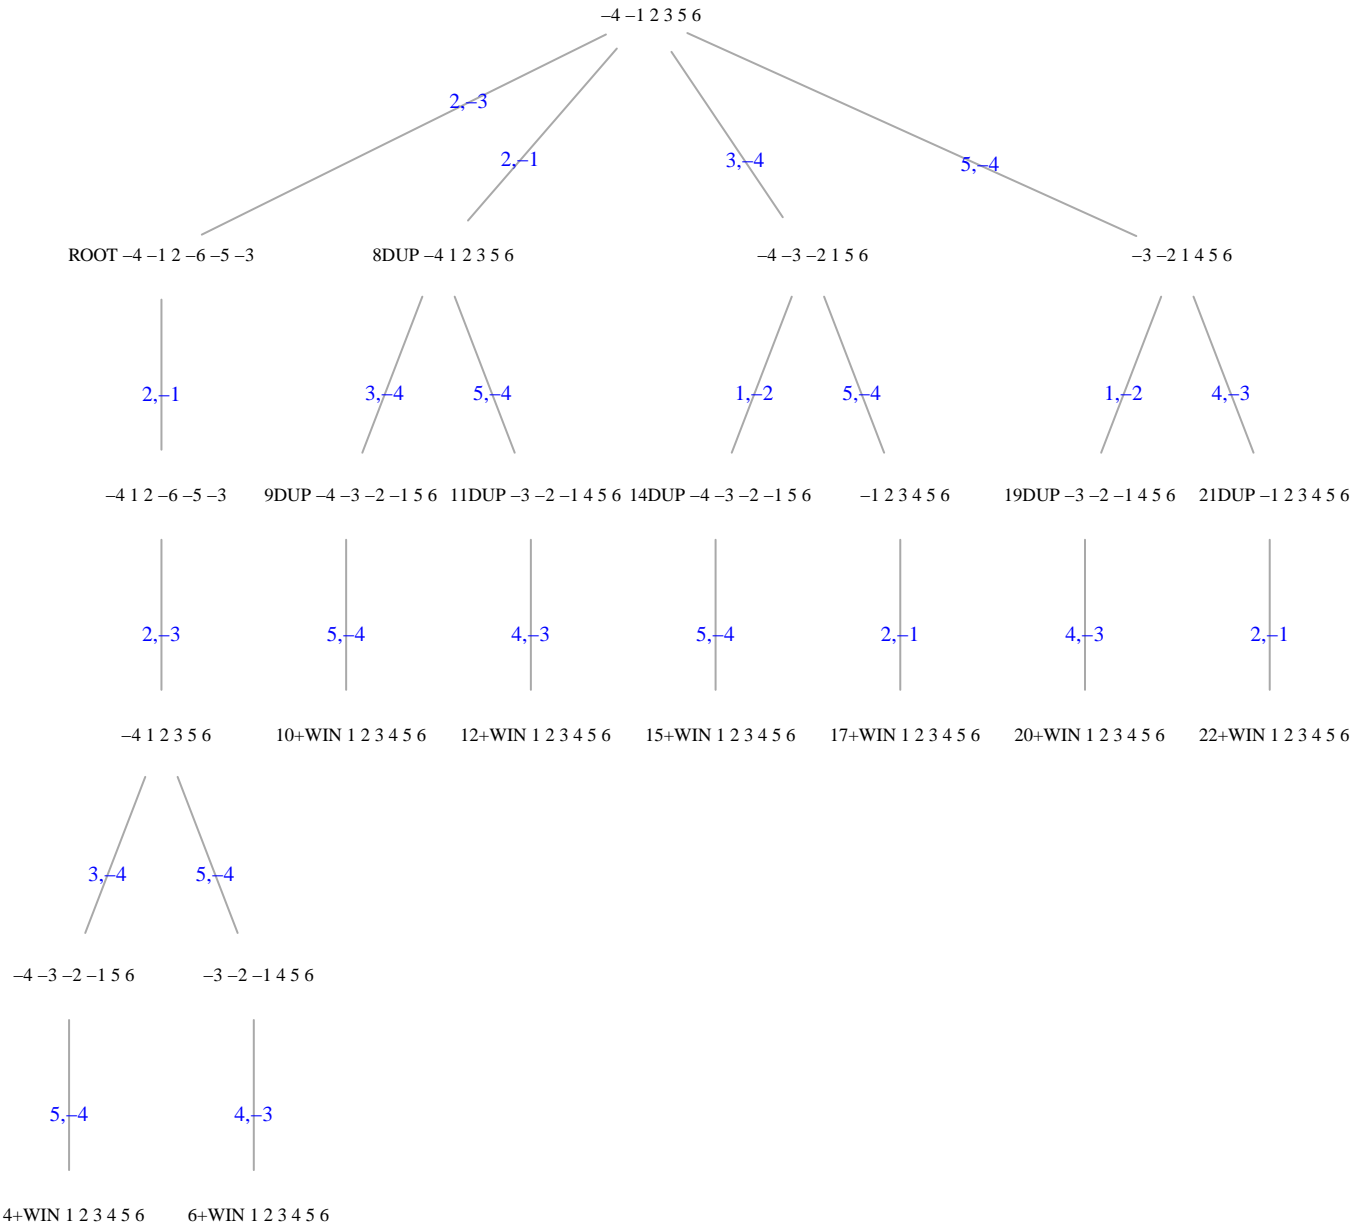 –4 –1 2 3 5 6
2,–3
2,–1
3,–4
5,–4
ROOT –4 –1 2 –6 –5 –3
8DUP –4 1 2 3 5 6
–4 –3 –2 1 5 6
–3 –2 1 4 5 6
2,–1
3,–4
5,–4
1,–2
5,–4
1,–2
4,–3
–4 1 2 –6 –5 –3
9DUP –4 –3 –2 –1 5 6
11DUP –3 –2 –1 4 5 6
14DUP –4 –3 –2 –1 5 6
–1 2 3 4 5 6
19DUP –3 –2 –1 4 5 6
21DUP –1 2 3 4 5 6
2,–3
5,–4
4,–3
5,–4
2,–1
4,–3
2,–1
–4 1 2 3 5 6
10+WIN 1 2 3 4 5 6
12+WIN 1 2 3 4 5 6
15+WIN 1 2 3 4 5 6
17+WIN 1 2 3 4 5 6
20+WIN 1 2 3 4 5 6
22+WIN 1 2 3 4 5 6
3,–4
5,–4
–4 –3 –2 –1 5 6
–3 –2 –1 4 5 6
5,–4
4,–3
4+WIN 1 2 3 4 5 6
6+WIN 1 2 3 4 5 6